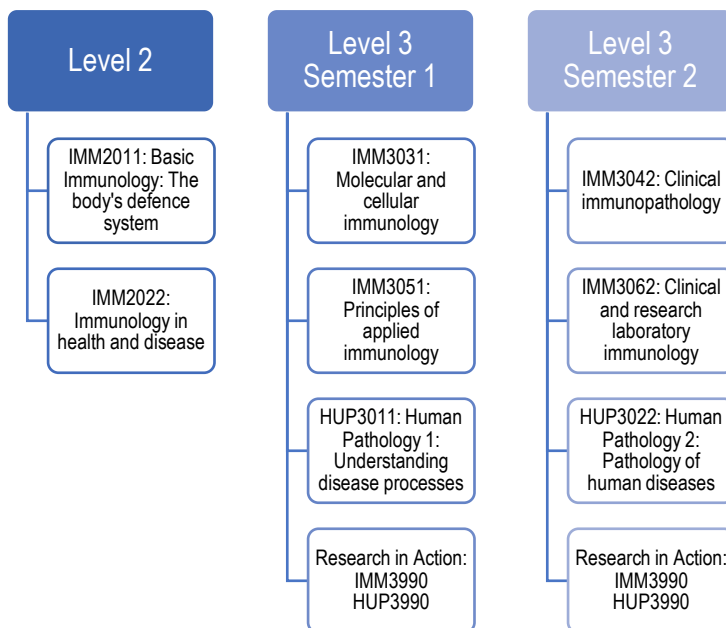 Level 2
IMM2011: Basic
Immunology: The
body's defence
system
IMM2022:
Immunology in
health and disease
Level 3
Semester 1
IMM3031:
Molecular and
cellular
immunology
IMM3051:
Principles of
applied
immunology
HUP3011: Human
Pathology 1:
Understanding
disease processes
Research in Action:
IMM3990
HUP3990
Level 3
Semester 2
IMM3042: Clinical
immunopathology
IMM3062: Clinical
and research
laboratory
immunology
HUP3022: Human
Pathology 2:
Pathology of
human diseases
Research in Action:
IMM3990
HUP3990